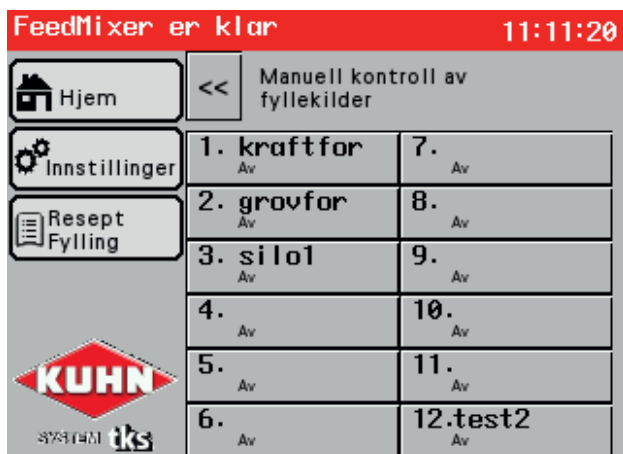 FeedMixer er klar 11:11:20
Hjem
Innstillinger
Resept
Fylling
<< Manuell kontroll av
fyllekilder
1. kraftfor
Av
2. grovfor
Av
3. silo1
Av
4.
Av
5.
Av
6.
Av
7.
Av
8.
Av
9.
Av
10.
Av
11.
Av
12.test2
Av
KUHN
SYSTEM tks